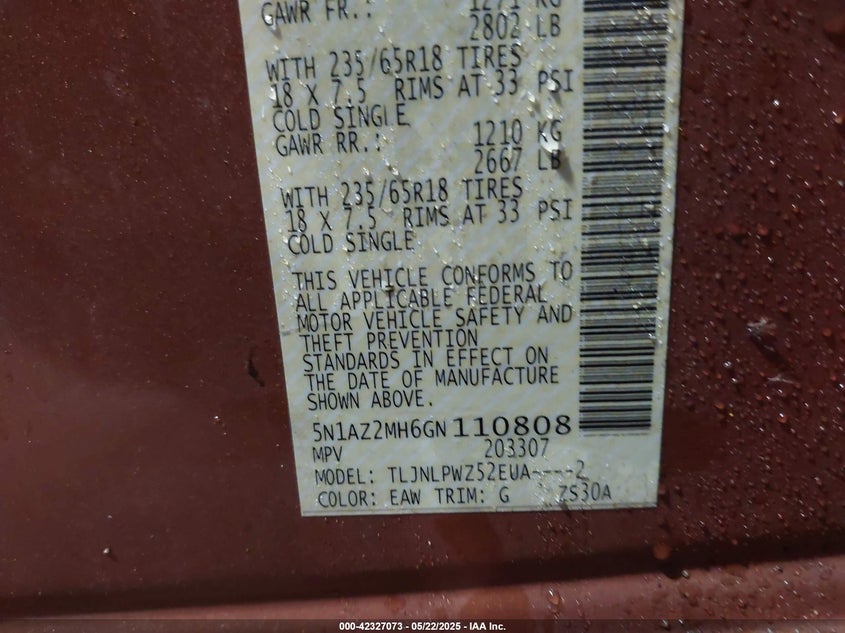 GAWR FR.: 1271 KG
2802 LB
WITH 235/65R18 TIRES
18 X 7.5 RIMS AT 33 PSI
COLD SINGLE
GAWR RR.: 1210 KG
2667 LB
WITH 235/65R18 TIRES
18 X 7.5 RIMS AT 33 PSI
COLD SINGLE
THIS VEHICLE CONFORMS TO
ALL APPLICABLE FEDERAL
MOTOR VEHICLE SAFETY AND
THEFT PREVENTION
STANDARDS IN EFFECT ON
THE DATE OF MANUFACTURE
SHOWN ABOVE.
5N1AZ2MH6GN110808
MPV 203307
MODEL: TLJNLPWZ52EUA----2
COLOR: EAW TRIM: G ZS30A
000-42327073 - 05/22/2025 - IAA Inc.